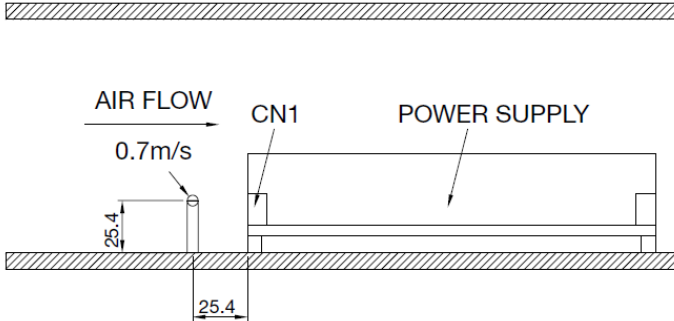 AIR FLOW
CN1
POWER SUPPLY
0.7m/s
25.4
25.4